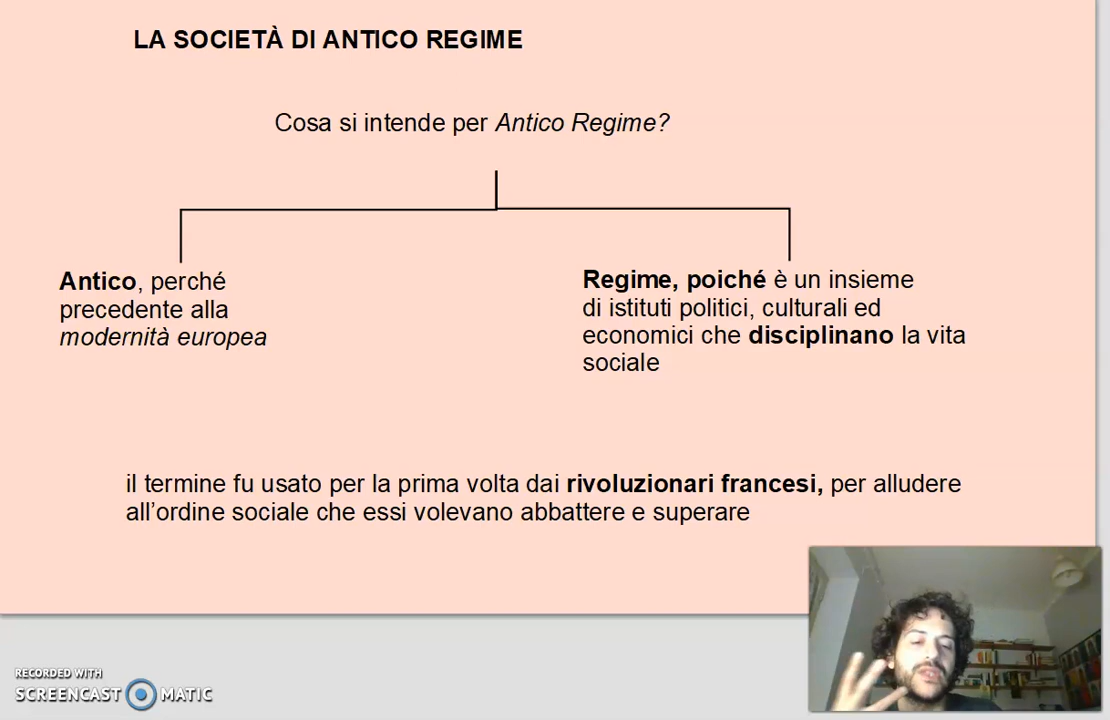 LA SOCIETÀ DI ANTICO REGIME
Cosa si intende per Antico Regime?
Antico, perché
precedente alla
modernità europea
Regime, poiché è un insieme
di istituti politici, culturali ed
economici che disciplinano la vita
sociale
il termine fu usato per la prima volta dai rivoluzionari francesi, per alludere
all’ordine sociale che essi volevano abbattere e superare
RECORDED WITH
SCREENCAST MATIC